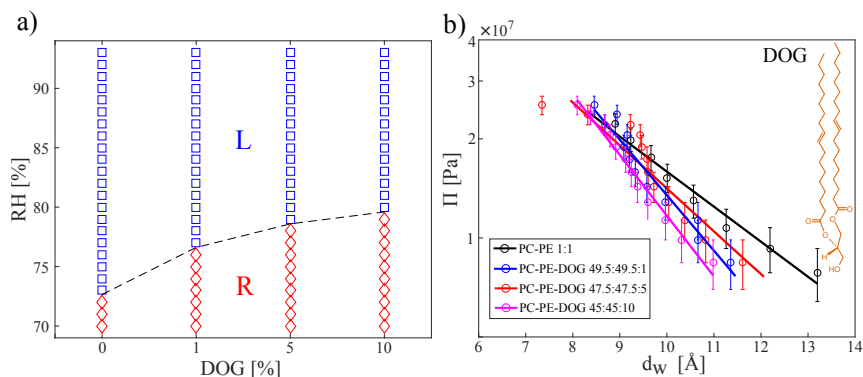 a)
RH [%]
90
85
80
75
70
L
R
0
1
5
10
DOG [%]
b)
×10⁷
Π [Pa]
4
3
2
1
DOG
O
O
O
H
HO
PC-PE 1:1
PC-PE-DOG 49.5:49.5:1
PC-PE-DOG 47.5:47.5:5
PC-PE-DOG 45:45:10
6
7
8
9
10
11
12
13
14
d_W [Å]